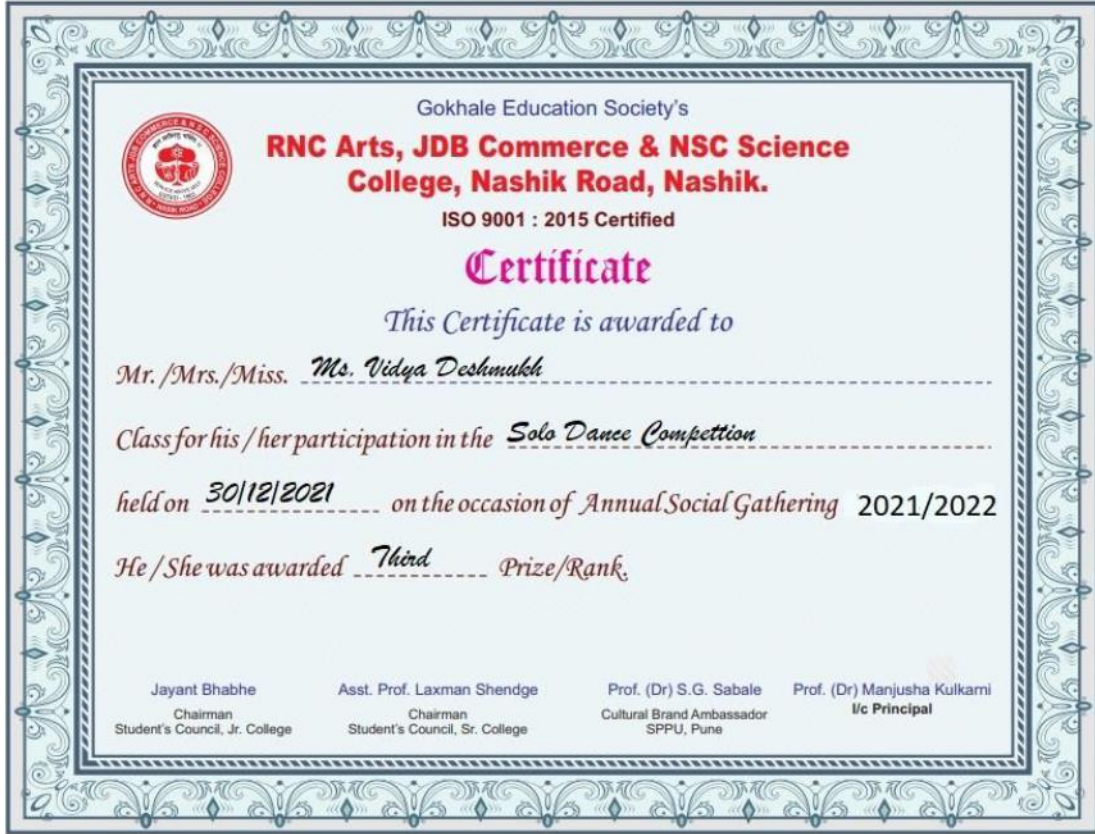 Gokhale Education Society's
RNC Arts, JDB Commerce & NSC Science
College, Nashik Road, Nashik.
ISO 9001 : 2015 Certified
Certificate
This Certificate is awarded to
Mr./Mrs./Miss. Ms. Vidya Deshmukh
Class for his / her participation in the Solo Dance Compettion
held on 30/12/2021 on the occasion of Annual Social Gathering 2021/2022
He / She was awarded Third Prize/Rank.
Jayant Bhabhe Asst. Prof. Laxman Shendge Prof. (Dr) S.G. Sabale Prof. (Dr) Manjusha Kulkarni
Chairman Chairman Cultural Brand Ambassador I/c Principal
Student's Council, Jr. College Student's Council, Sr. College SPPU, Pune